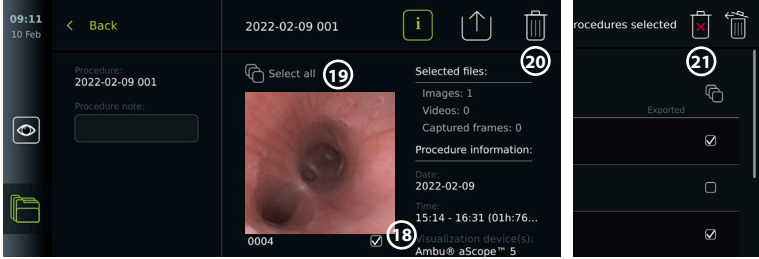 09:11
10 Feb
Back
2022-02-09 001
i
20
21
rocedures selected
Procedure:
2022-02-09 001
Procedure note:
Select all
19
Selected files:
Images: 1
Videos: 0
Captured frames: 0
Procedure information:
Date:
2022-02-09
Time:
15:14 - 16:31 (01h:76...
Visualization device(s):
Ambu® aScope™ 5
0004
18
Exported